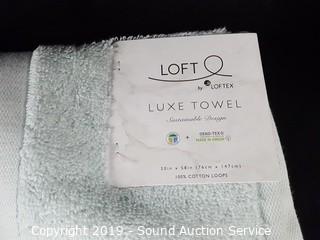 LOFT
by LOFTEX
LUXE TOWEL
Sustainable Design
+ OEKO-TEX®
MADE IN GREEN
30in x 58in (76cm x 147cm)
100% COTTON LOOPS
Copyright 2019 - Sound Auction Service